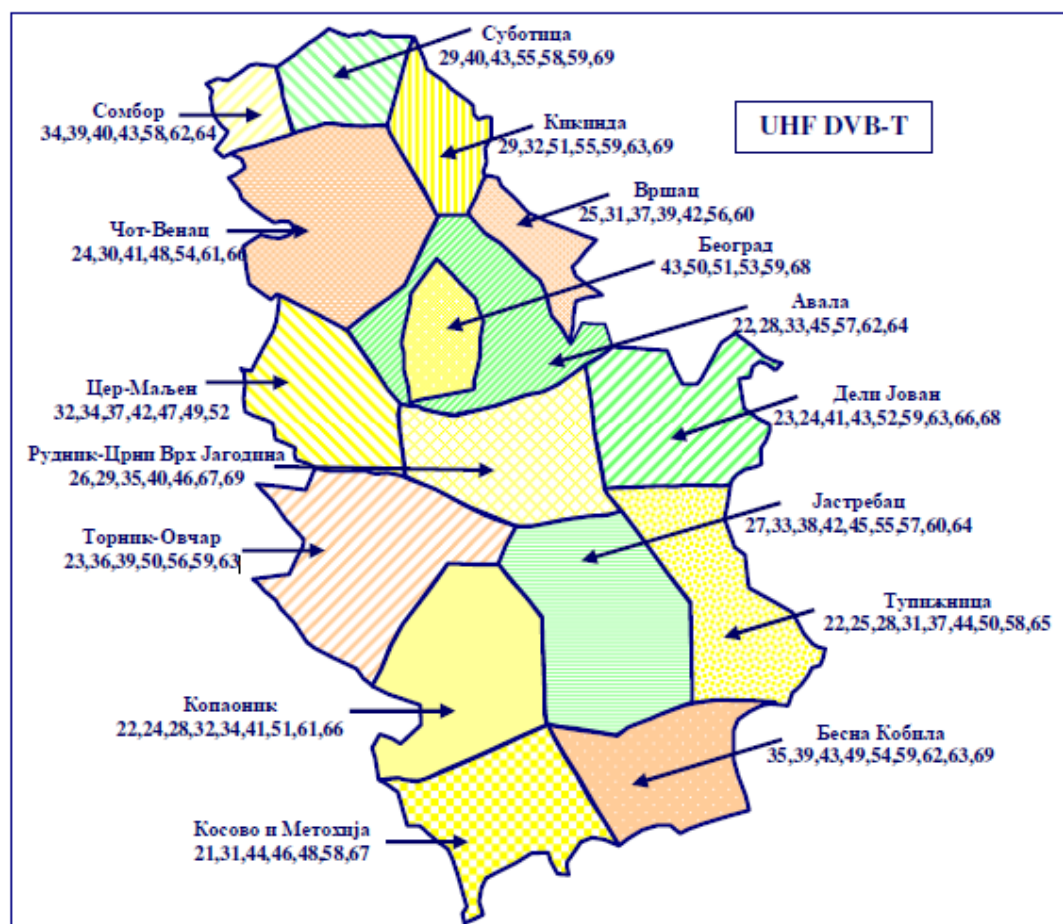 Суботица
29,40,43,55,58,59,69
Сомбор
34,39,40,43,58,62,64
UHF DVB-T
Кикинда
29,32,51,55,59,63,69
Вршац
25,31,37,39,42,56,60
Чот-Венац
24,30,41,48,54,61,66
Београд
43,50,51,53,59,68
Авала
22,28,33,45,57,62,64
Цер-Маљен
32,34,37,42,47,49,52
Дели Јован
23,24,41,43,52,59,63,66,68
Рудник-Црни Врх Јагодина
26,29,35,40,46,67,69
Јастребац
27,33,38,42,45,55,57,60,64
Торник-Овчар
23,36,39,50,56,59,63
Тупижница
22,25,28,31,37,44,50,58,65
Копаоник
22,24,28,32,34,41,51,61,66
Бесна Кобила
35,39,43,49,54,59,62,63,69
Косово и Метохија
21,31,44,46,48,58,67